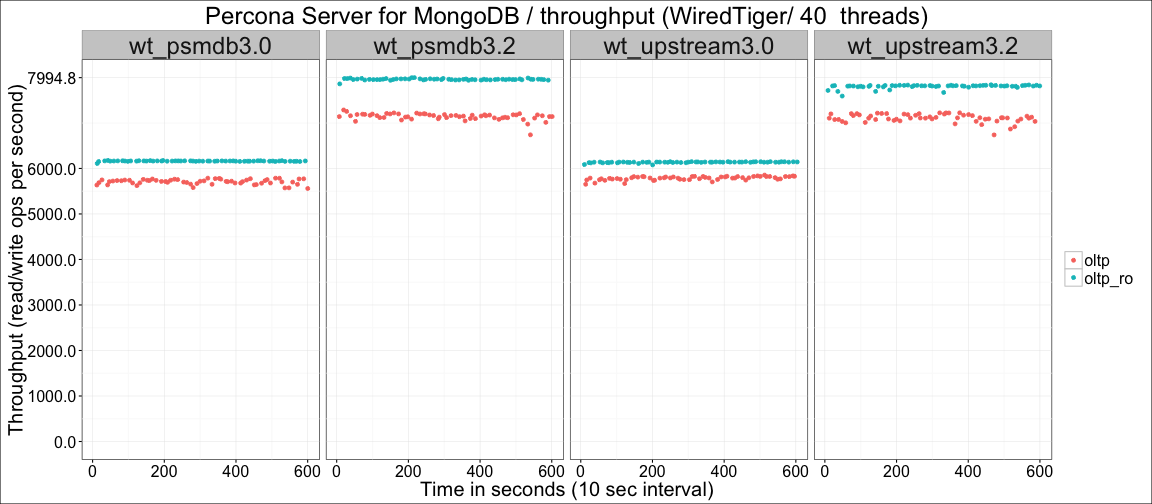 Percona Server for MongoDB / throughput (WiredTiger/ 40  threads)
wt_psmdb3.0 wt_psmdb3.2 wt_upstream3.0 wt_upstream3.2
Throughput (read/write ops per second)
7994.8
6000.0
5000.0
4000.0
3000.0
2000.0
1000.0
0.0
oltp
oltp_ro
0 200 400 600 0 200 400 600 0 200 400 600 0 200 400 600
Time in seconds (10 sec interval)